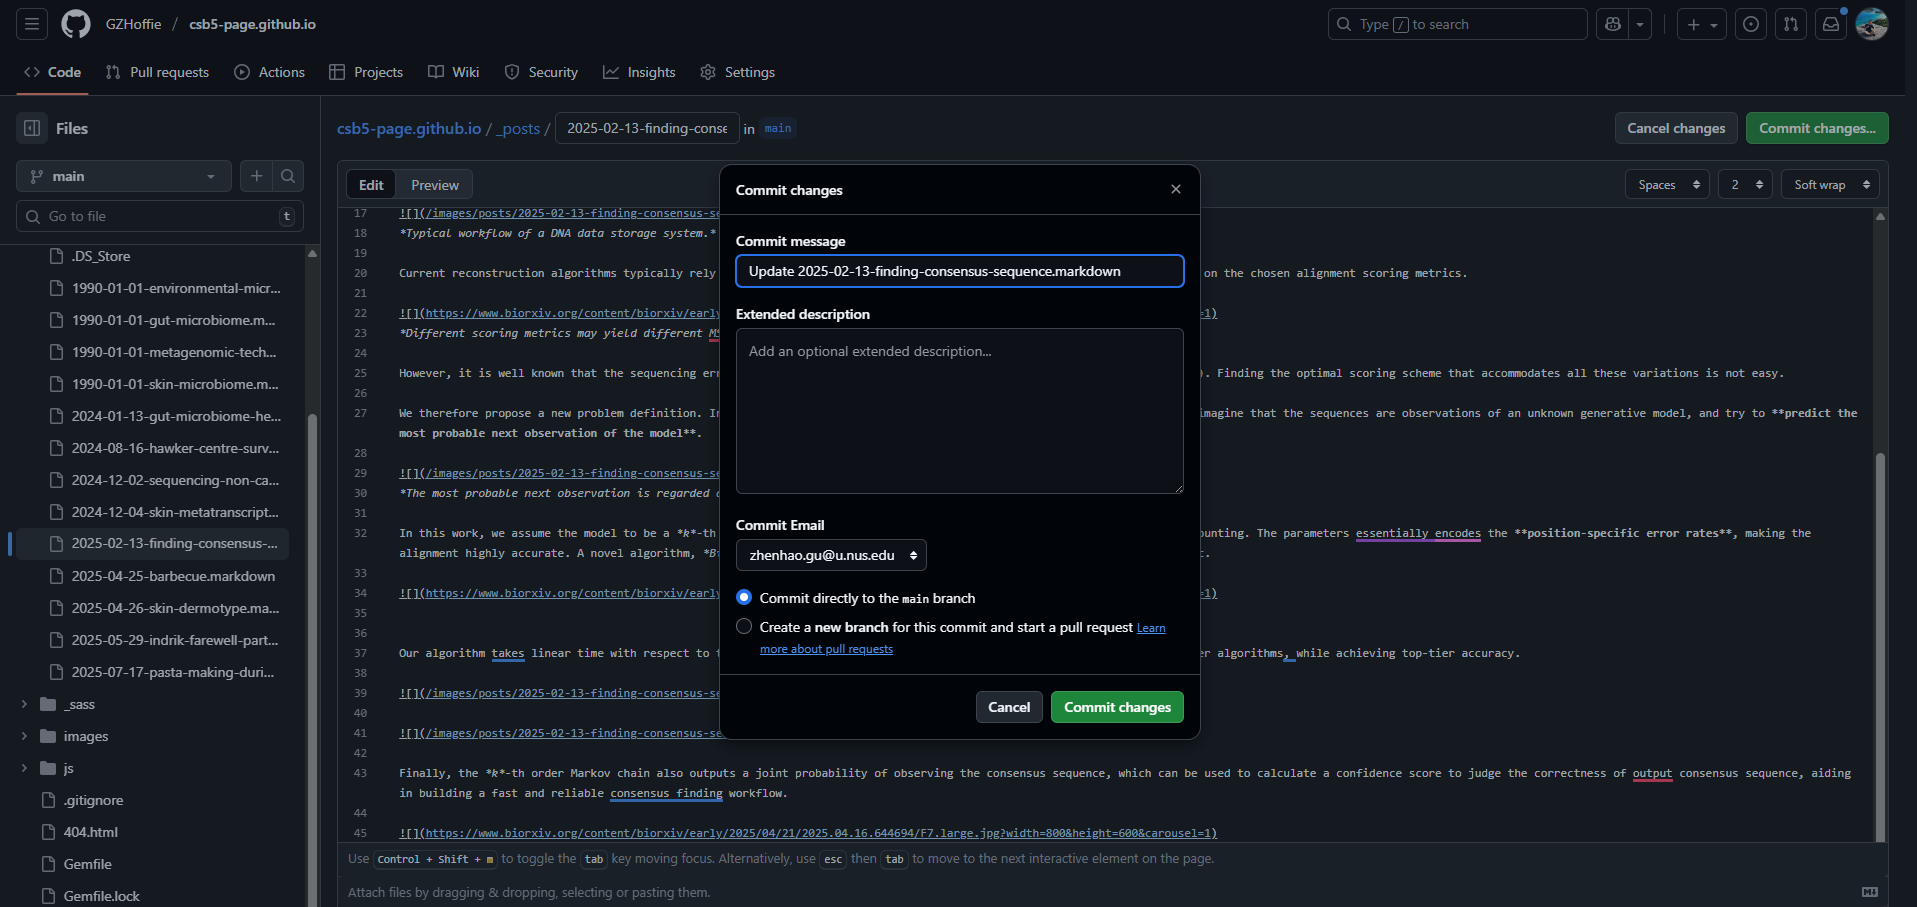 GZHoffie / csb5-page.github.io
Type / to search
Code
Pull requests
Actions
Projects
Wiki
Security
Insights
Settings
Files
main
Go to file
t
.DS_Store
1990-01-01-environmental-micr...
1990-01-01-gut-microbiome.m...
1990-01-01-metagenomic-tech...
1990-01-01-skin-microbiome.m...
2024-01-13-gut-microbiome-he...
2024-08-16-hawker-centre-surv...
2024-12-02-sequencing-non-ca...
2024-12-04-skin-metatranscript...
2025-02-13-finding-consensus-...
2025-04-25-barbecue.markdown
2025-04-26-skin-dermotype.ma...
2025-05-29-indrik-farewell-part...
2025-07-17-pasta-making-duri...
_sass
images
js
.gitignore
404.html
Gemfile
Gemfile.lock
csb5-page.github.io / _posts / 2025-02-13-finding-conse in main
Cancel changes
Commit changes...
Edit
Preview
Spaces
2
Soft wrap
17 ![](/images/posts/2025-02-13-finding-consensus-se
18 *Typical workflow of a DNA data storage system.*
19
20 Current reconstruction algorithms typically rely on the chosen alignment scoring metrics.
21
22 ![](https://www.biorxiv.org/content/biorxiv/early =1)
23 *Different scoring metrics may yield different MS
24
25 However, it is well known that the sequencing err ). Finding the optimal scoring scheme that accommodates all these variations is not easy.
26
27 We therefore propose a new problem definition. In imagine that the sequences are observations of an unknown generative model, and try to **predict the
most probable next observation of the model**.
28
29 ![](/images/posts/2025-02-13-finding-consensus-se
30 *The most probable next observation is regarded
31
32 In this work, we assume the model to be a *k*-th ounting. The parameters essentially encodes the **position-specific error rates**, making the
alignment highly accurate. A novel algorithm,
33
34 ![](https://www.biorxiv.org/content/biorxiv/early =1)
35
36
37 Our algorithm takes linear time with respect to er algorithms, while achieving top-tier accuracy.
38
39 ![](/images/posts/2025-02-13-finding-consensus-se
40
41 ![](/images/posts/2025-02-13-finding-consensus-se
42
43 Finally, the *k*-th order Markov chain also outputs a joint probability of observing the consensus sequence, which can be used to calculate a confidence score to judge the correctness of output consensus sequence, aiding
in building a fast and reliable consensus finding workflow.
44
45 ![](https://www.biorxiv.org/content/biorxiv/early/2025/04/21/2025.04.16.644694/F7.large.jpg?width=800&height=600&carousel=1)
Use Control + Shift + m to toggle the tab key moving focus. Alternatively, use esc then tab to move to the next interactive element on the page.
Attach files by dragging & dropping, selecting or pasting them.
Commit changes
Commit message
Update 2025-02-13-finding-consensus-sequence.markdown
Extended description
Add an optional extended description...
Commit Email
zhenhao.gu@u.nus.edu
Commit directly to the main branch
Create a new branch for this commit and start a pull request Learn
more about pull requests
Cancel
Commit changes